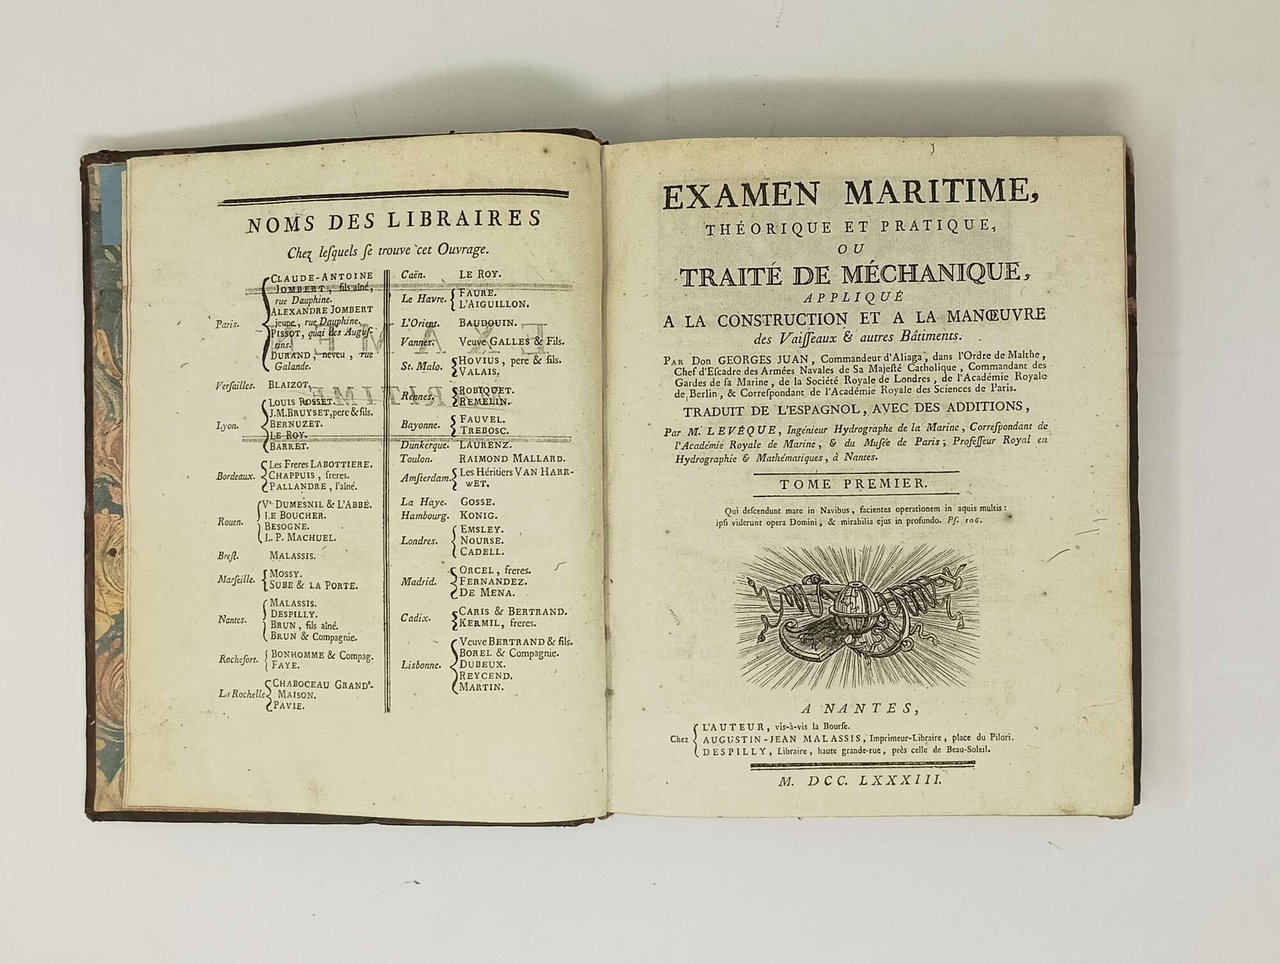 NOMS DES LIBRAIRES
Chez leſquels ſe trouve cet Ouvrage.
Paris.
CLAUDE-ANTOINE
JOMBERT, fils aîné,
rue Dauphine.
ALEXANDRE JOMBERT
jeune, rue Dauphine.
PISSOT, quai des Auguſ-
tins.
DURAND, neveu, rue
Galande.
Verſailles. BLAIZOT.
Lyon.
LOUIS ROSSET.
J.M. BRUYSET, pere & fils.
BERNUZET.
LE ROY.
BARRET.
Bordeaux.
Les Freres LABOTTIERE.
CHAPPUIS, freres.
PALLANDRE, l'aîné.
Rouen.
Ve. DUMESNIL & L'ABBÉ.
LE BOUCHER.
BESOGNE.
L. P. MACHUEL.
Breſt. MALASSIS.
Marſeille.
MOSSY.
SUBE & LA PORTE.
Nantes.
MALASSIS.
DESPILLY.
BRUN, fils aîné.
BRUN & Compagnie.
Rochefort.
BONHOMME & Compag.
FAYE.
La Rochelle
CHABOCEAU GRAND'-
MAISON.
PAVIE.
Caën. LE ROY.
Le Havre.
FAURE.
L'AIGUILLON.
L'Orient. BAUDOUIN.
Vannes. Veuve GALLES & Fils.
St. Malo.
HOVIUS, pere & fils.
VALAIS.
Rennes.
ROBIQUET.
REMELIN.
Bayonne.
FAUVEL.
TREBOSC.
Dunkerque. LAURENZ.
Toulon. RAIMOND MALLARD.
Amſterdam.
Les Héritiers VAN HARR-
WET.
La Haye. GOSSE.
Hambourg. KONIG.
Londres.
EMSLEY.
NOURSE.
CADELL.
Madrid.
ORCEL, freres.
FERNANDEZ.
DE MENA.
Cadix.
CARIS & BERTRAND.
KERMIL, freres.
Lisbonne.
Veuve BERTRAND & fils.
BOREL & Compagnie.
DUBEUX.
REYCEND.
MARTIN.
EXAMEN MARITIME,
THÉORIQUE ET PRATIQUE,
OU
TRAITÉ DE MÉCHANIQUE,
APPLIQUÉ
A LA CONSTRUCTION ET A LA MANŒUVRE
des Vaiſſeaux & autres Bâtiments.
PAR Don GEORGES JUAN, Commandeur d'Aliaga, dans l'Ordre de Malthe,
Chef d'Eſcadre des Armées Navales de Sa Majeſté Catholique, Commandant des
Gardes de ſa Marine, de la Société Royale de Londres, de l'Académie Royale
de Berlin, & Correſpondant de l'Académie Royale des Sciences de Paris.
TRADUIT DE L'ESPAGNOL, AVEC DES ADDITIONS,
Par M. LEVÊQUE, Ingénieur Hydrographe de la Marine, Correſpondant de
l'Académie Royale de Marine, & du Muſée de Paris; Profeſſeur Royal en
Hydrographie & Mathématiques, à Nantes.
TOME PREMIER.
Qui deſcendunt mare in Navibus, facientes operationem in aquis multis:
ipſi viderunt opera Domini, & mirabilia ejus in profundo. Pſ. 106.
A NANTES,
Chez
L'AUTEUR, vis-à-vis la Bourſe.
AUGUSTIN-JEAN MALASSIS, Imprimeur-Libraire, place du Pilori.
DESPILLY, Libraire, haute grande-rue, près celle de Beau-Soleil.
M. DCC. LXXXIII.